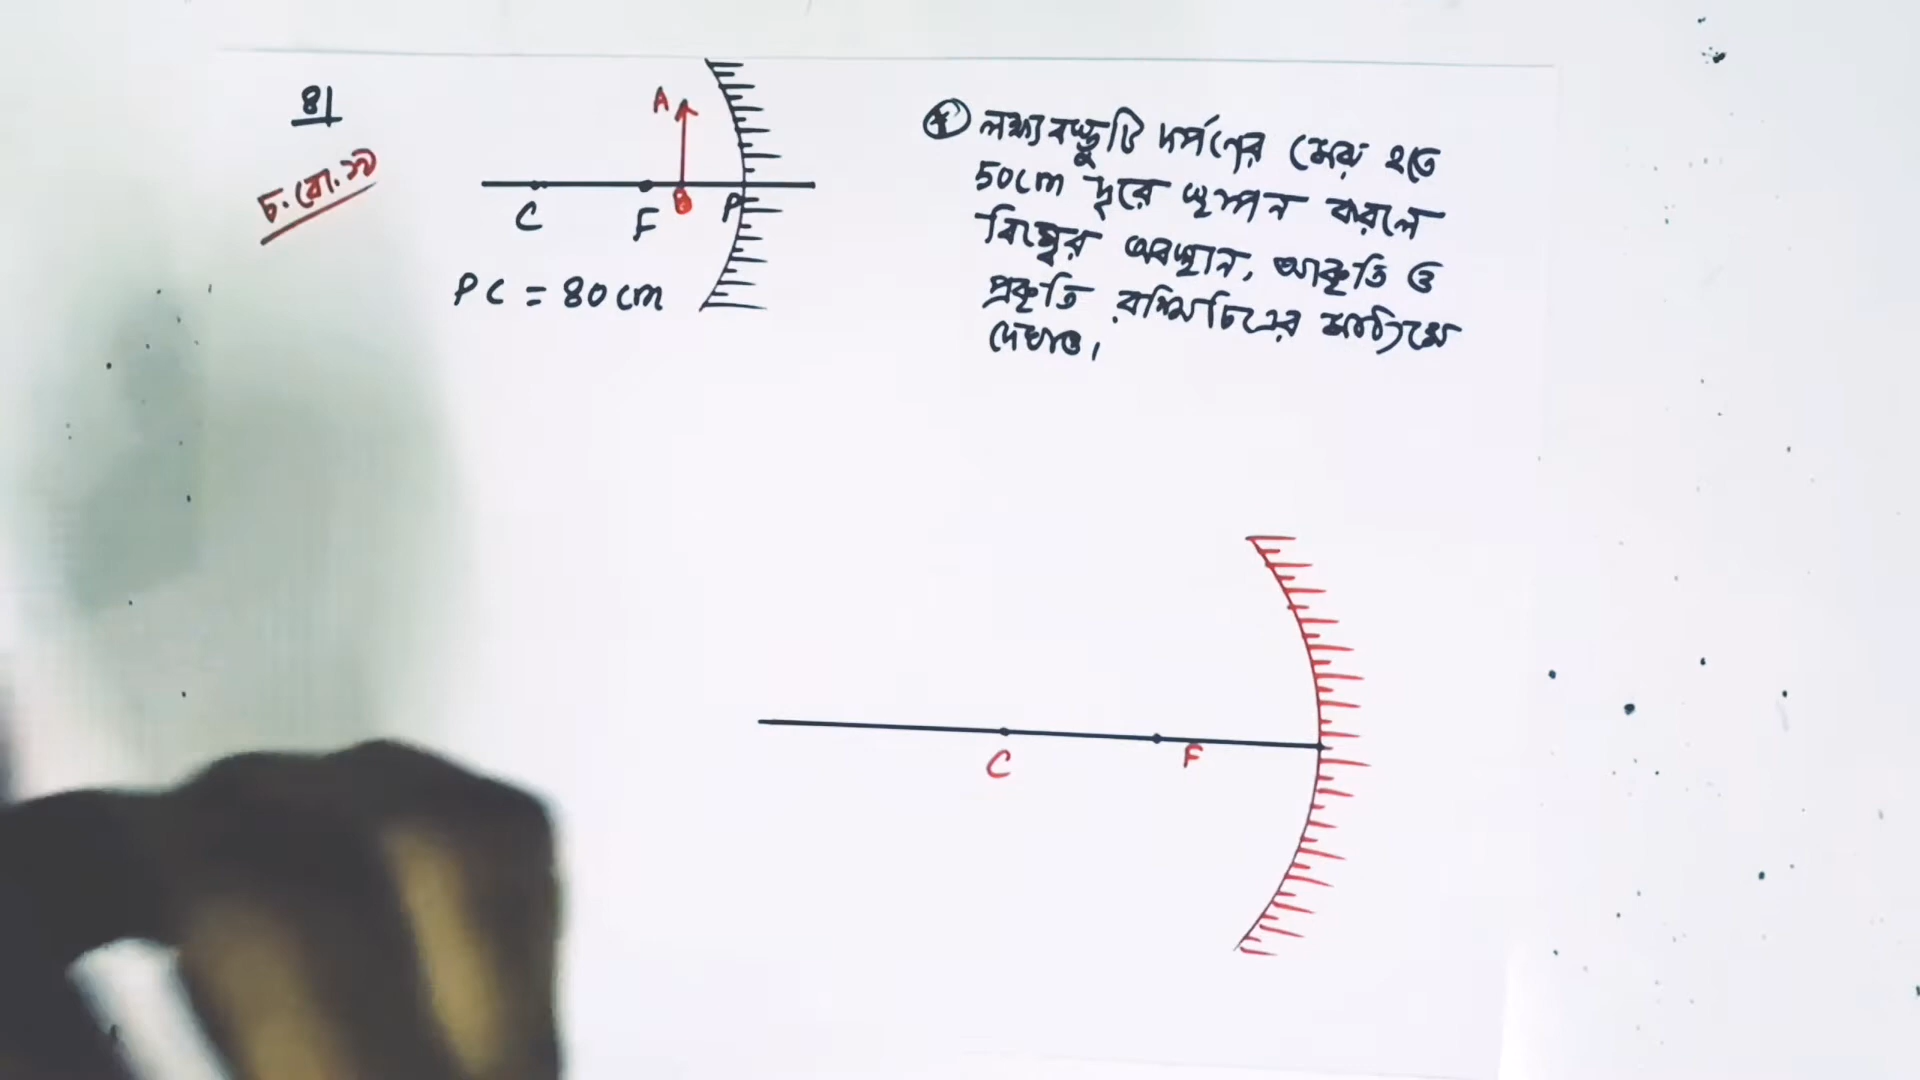 ৪।
চ. বো. ১৯
A
C F B P
PC = 80 cm
লক্ষ্যবস্তুটি দর্পণের মেরু হতে
50cm দূরে স্থাপন করলে
বিম্বের অবস্থান, আকৃতি ও
প্রকৃতি রশ্মিচিত্রের মাধ্যমে
দেখাও।
C F